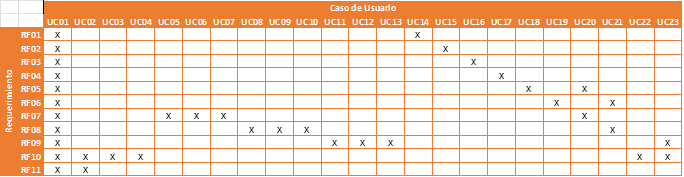 Caso de Usuario
UC01 UC02 UC03 UC04 UC05 UC06 UC07 UC08 UC09 UC10 UC11 UC12 UC13 UC14 UC15 UC16 UC17 UC18 UC19 UC20 UC21 UC22 UC23
Requerimiento
RF01 X X
RF02 X X
RF03 X X
RF04 X X
RF05 X X X
RF06 X X X
RF07 X X X X X
RF08 X X X X X
RF09 X X X X X
RF10 X X X X X X
RF11 X X